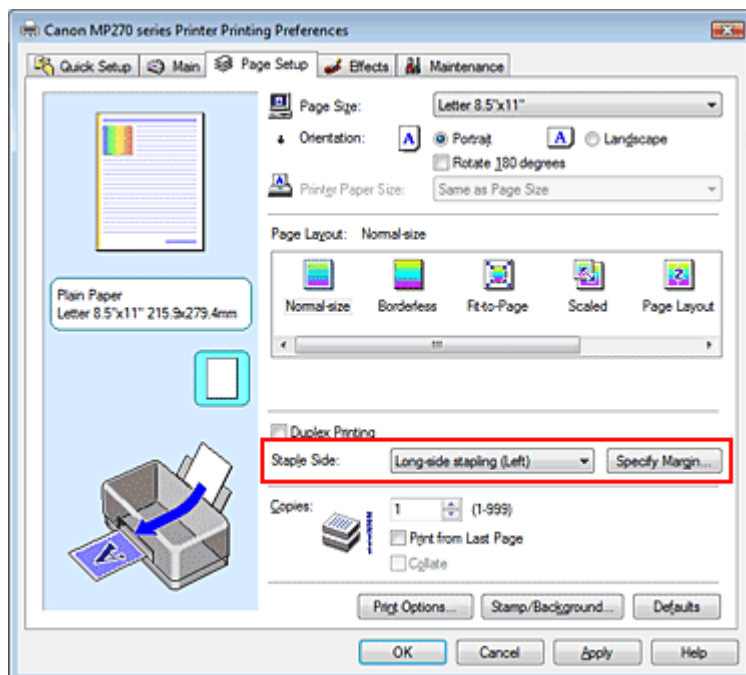 Canon MP270 series Printer Printing Preferences
Quick Setup Main Page Setup Effects Maintenance
Page Size: Letter 8.5"x11"
Orientation: A Portrait A Landscape
Rotate 180 degrees
Printer Paper Size: Same as Page Size
Page Layout: Normal-size
Normal-size Borderless Fit-to-Page Scaled Page Layout
Plain Paper
Letter 8.5"x11" 215.9x279.4mm
Duplex Printing
Staple Side: Long-side stapling (Left) Specify Margin...
Copies: 1 (1-999)
Print from Last Page
Collate
Print Options... Stamp/Background... Defaults
OK Cancel Apply Help